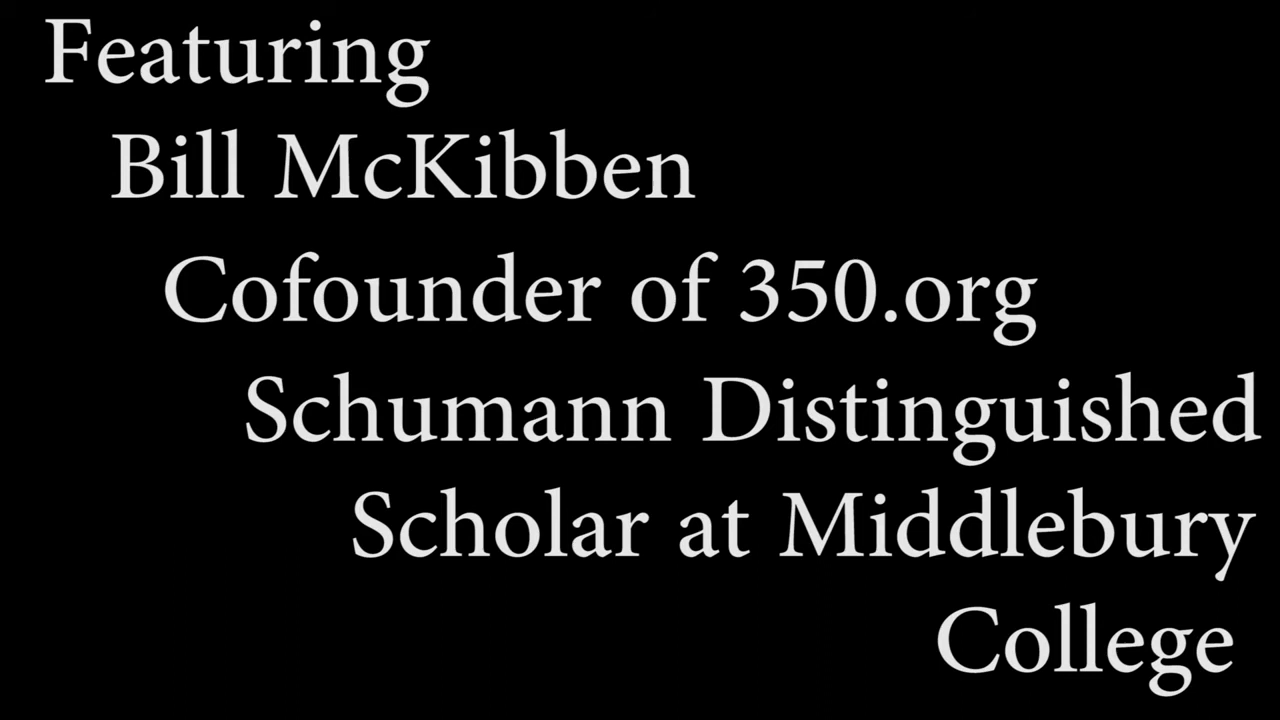 Featuring
Bill McKibben
Cofounder of 350.org
Schumann Distinguished
Scholar at Middlebury
College